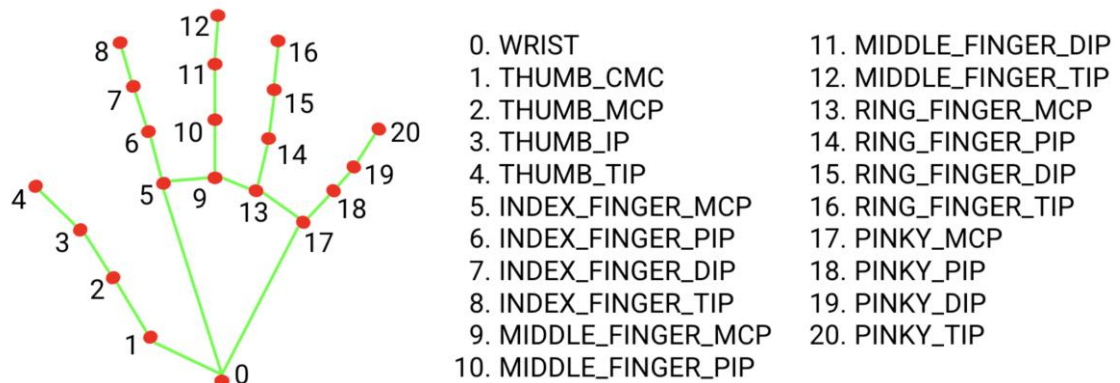 12
8
16
11
7
15
20
10
6
14
19
4
5
9
13
18
3
17
2
1
0
0. WRIST
1. THUMB_CMC
2. THUMB_MCP
3. THUMB_IP
4. THUMB_TIP
5. INDEX_FINGER_MCP
6. INDEX_FINGER_PIP
7. INDEX_FINGER_DIP
8. INDEX_FINGER_TIP
9. MIDDLE_FINGER_MCP
10. MIDDLE_FINGER_PIP
11. MIDDLE_FINGER_DIP
12. MIDDLE_FINGER_TIP
13. RING_FINGER_MCP
14. RING_FINGER_PIP
15. RING_FINGER_DIP
16. RING_FINGER_TIP
17. PINKY_MCP
18. PINKY_PIP
19. PINKY_DIP
20. PINKY_TIP